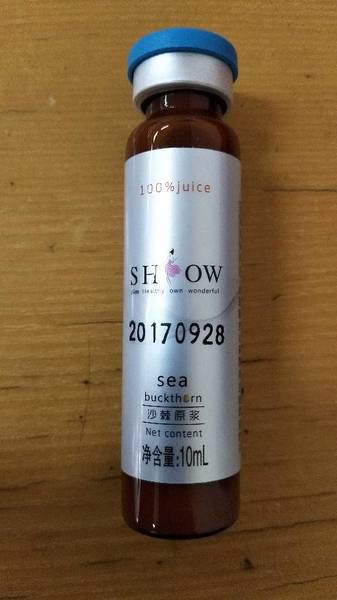 100%juice
SHOW
slim Healthy own wonderful
20170928
sea
buckthorn
沙棘原浆
Net content
净含量:10mL